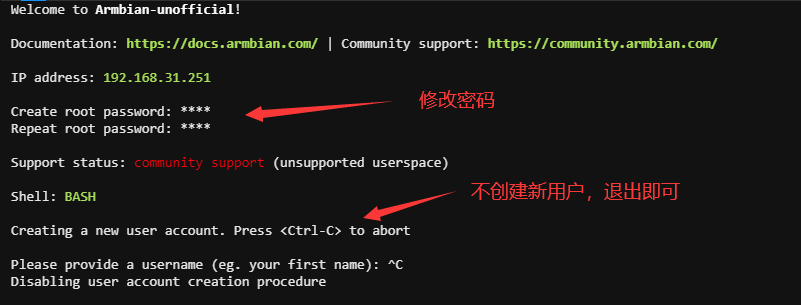 Welcome to Armbian-unofficial!
Documentation: https://docs.armbian.com/ | Community support: https://community.armbian.com/
IP address: 192.168.31.251
Create root password: ****
修改密码
Repeat root password: ****
Support status: community support (unsupported userspace)
Shell: BASH
不创建新用户，退出即可
Creating a new user account. Press <Ctrl-C> to abort
Please provide a username (eg. your first name): ^C
Disabling user account creation procedure